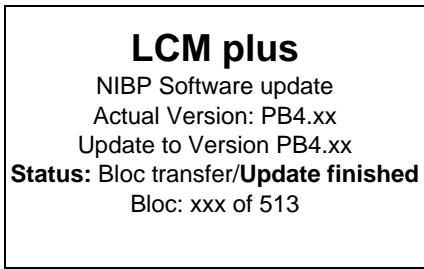 LCM plus
NIBP Software update
Actual Version: PB4.xx
Update to Version PB4.xx
Status: Bloc transfer/Update finished
Bloc: xxx of 513